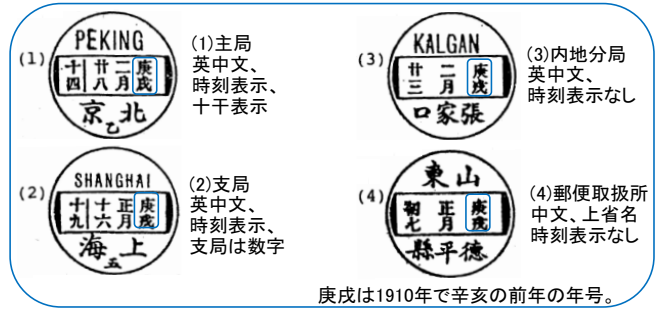 (1)
PEKING
庚戌
二月
廿八
十四
北京
乙
(1)主局
英中文、
時刻表示、
十干表示
(3)
KALGAN
庚戌
二月
廿三
張家口
(3)内地分局
英中文、
時刻表示なし
(2)
SHANGHAI
庚戌
正月
十六
十九
上海
五
(2)支局
英中文、
時刻表示、
支局は数字
(4)
山東
庚戌
正月
初七
德平縣
(4)郵便取扱所
中文、上省名
時刻表示なし
庚戌は1910年で辛亥の前年の年号。